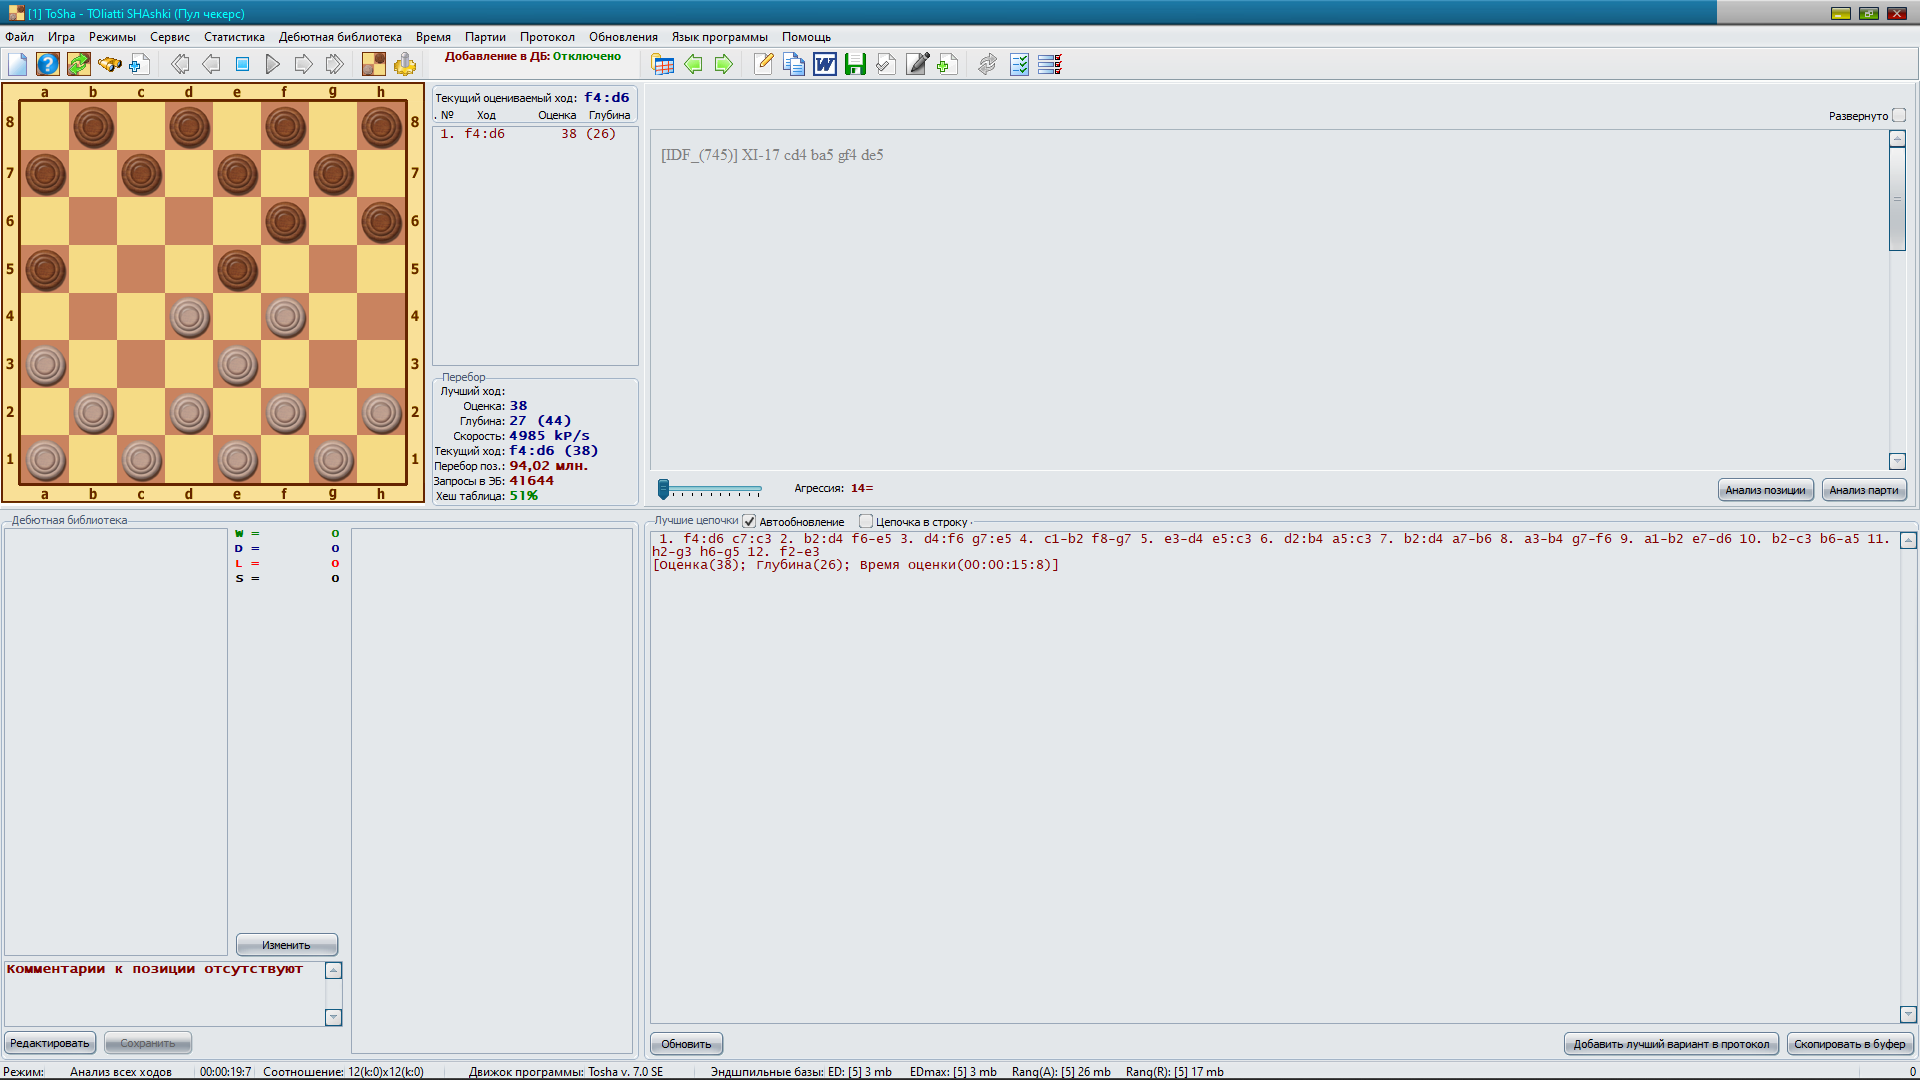 [1] ToSha - TOliatti SHAshki (Пул чекерс)
Файл Игра Режимы Сервис Статистика Дебютная библиотека Время Партии Протокол Обновления Язык программы Помощь
Добавление в ДБ: Отключено
a b c d e f g h
8 8
7 7
6 6
5 5
4 4
3 3
2 2
1 1
a b c d e f g h
Текущий оцениваемый ход: f4:d6
. № Ход Оценка Глубина
1. f4:d6 38 (26)
Перебор
Лучший ход:
Оценка: 38
Глубина: 27 (44)
Скорость: 4985 kP/s
Текущий ход: f4:d6 (38)
Перебор поз.: 94,02 млн.
Запросы в ЭБ: 41644
Хеш таблица: 51%
Развернуто
[IDF_(745)] XI-17 cd4 ba5 gf4 de5
Агрессия: 14=
Анализ позиции
Анализ парти
Дебютная библиотека
W = 0
D = 0
L = 0
S = 0
Изменить
Комментарии к позиции отсутствуют
Редактировать
Сохранить
Лучшие цепочки Автообновление Цепочка в строку
1. f4:d6 c7:c3 2. b2:d4 f6-e5 3. d4:f6 g7:e5 4. c1-b2 f8-g7 5. e3-d4 e5:c3 6. d2:b4 a5:c3 7. b2:d4 a7-b6 8. a3-b4 g7-f6 9. a1-b2 e7-d6 10. b2-c3 b6-a5 11.
h2-g3 h6-g5 12. f2-e3
[Оценка(38); Глубина(26); Время оценки(00:00:15:8)]
Обновить
Добавить лучший вариант в протокол
Скопировать в буфер
Режим: Анализ всех ходов 00:00:19:7 Соотношение: 12(k:0)x12(k:0) Движок программы: Tosha v. 7.0 SE Эндшпильные базы: ED: [5] 3 mb EDmax: [5] 3 mb Rang(A): [5] 26 mb Rang(R): [5] 17 mb 0